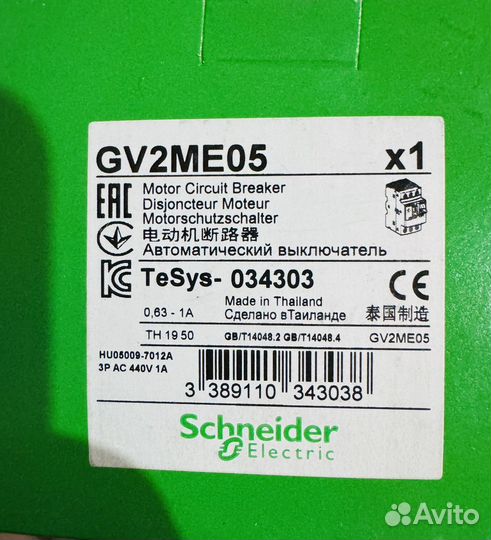 GV2ME05 x1
EAC
Motor Circuit Breaker
Disjoncteur Moteur
Motorschutzschalter
电动机断路器
Автоматический выключатель
TeSys- 034303
CE
0,63 - 1A
Made in Thailand
Сделано вТаиланде
泰国制造
TH 19 50
GB/T14048.2 GB/T14048.4
GV2ME05
HU05009-7012A
3P AC 440V 1A
3 389110 343038
Schneider
Electric
Avito